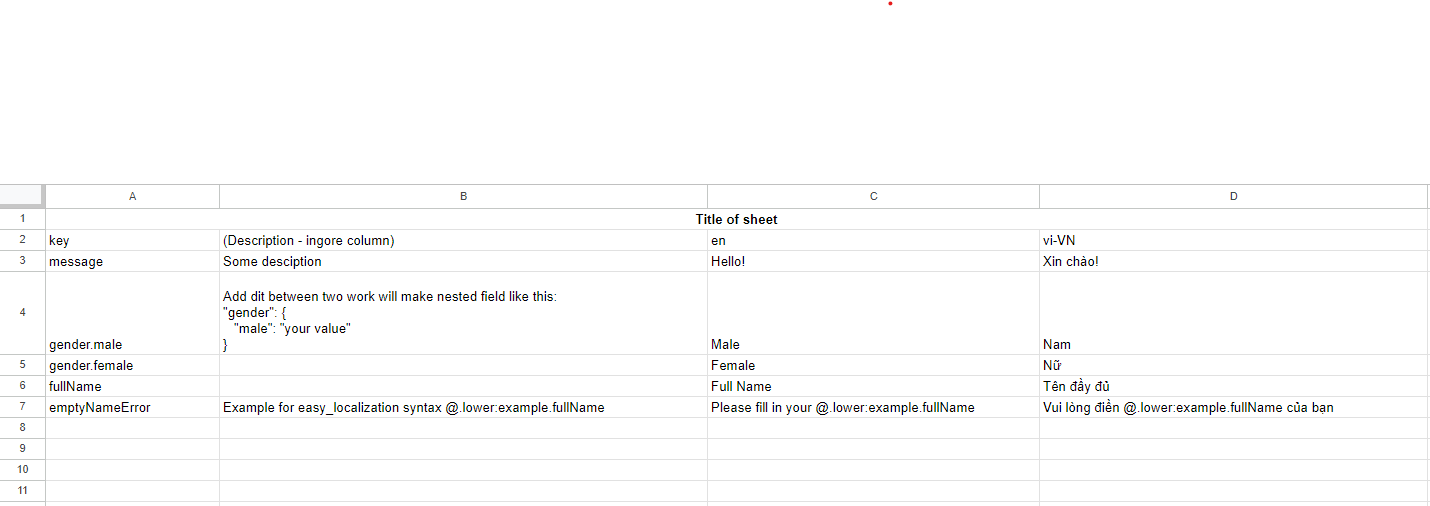 A B C D
1 Title of sheet
2 key (Description - ingore column) en vi-VN
3 message Some desciption Hello! Xin chào!
Add dit between two work will make nested field like this:
"gender": {
"male": "your value"
4 gender.male } Male Nam
5 gender.female Female Nữ
6 fullName Full Name Tên đầy đủ
7 emptyNameError Example for easy_localization syntax @.lower:example.fullName Please fill in your @.lower:example.fullName Vui lòng điền @.lower:example.fullName của bạn
8
9
10
11